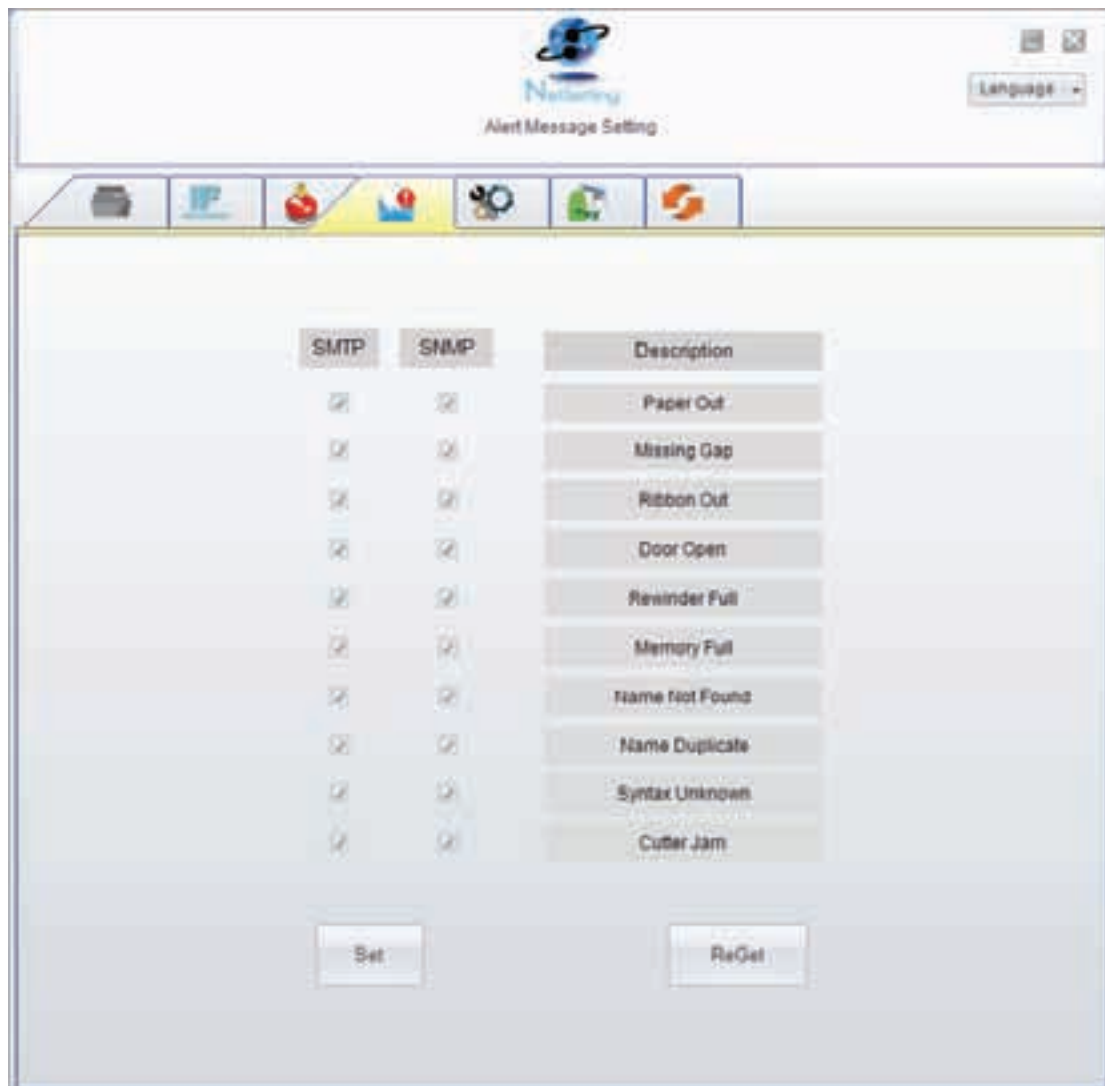 NetSetting
Language
Alert Message Setting
IP
SMTP SNMP Description
Paper Out
Missing Gap
Ribbon Out
Door Open
Rewinder Full
Memory Full
Name Not Found
Name Duplicate
Syntax Unknown
Cutter Jam
Set ReGet